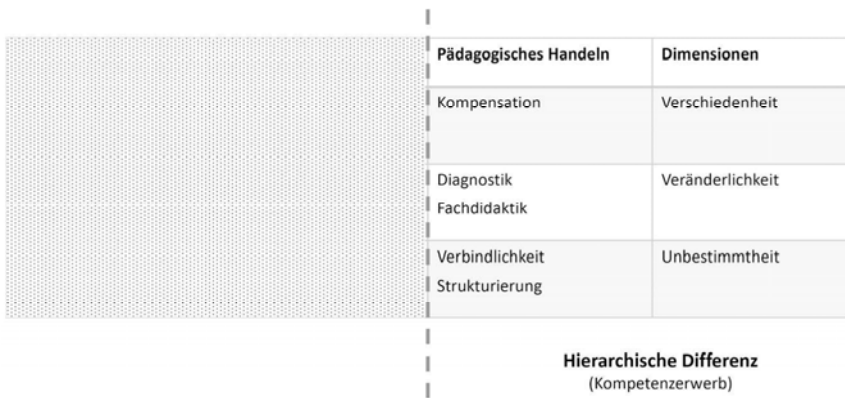 Pädagogisches Handeln Dimensionen
Kompensation Verschiedenheit
Diagnostik Veränderlichkeit
Fachdidaktik
Verbindlichkeit Unbestimmtheit
Strukturierung
Hierarchische Differenz
(Kompetenzerwerb)